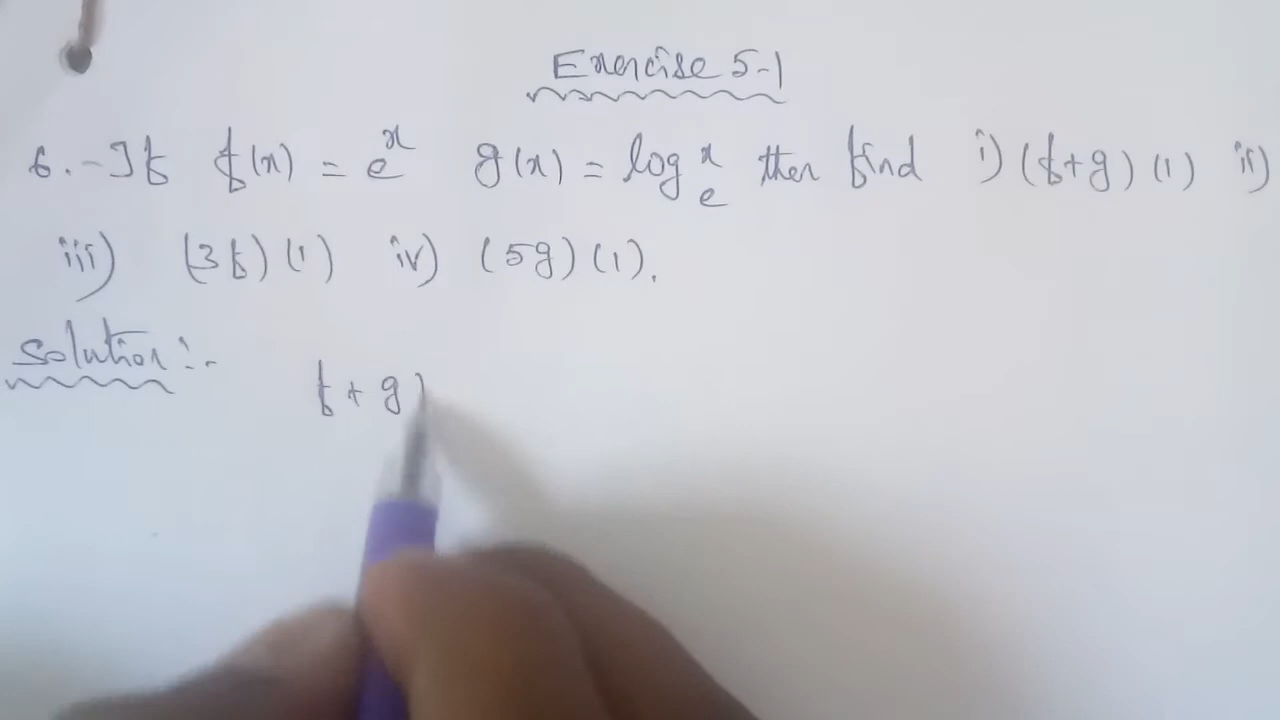 Exercise 5-1
6. - If f(x) = e^x g(x) = log_e^x then find i) (f+g) (1) ii)
iii) (3f) (1) iv) (5g) (1).
Solution :-
f + g)